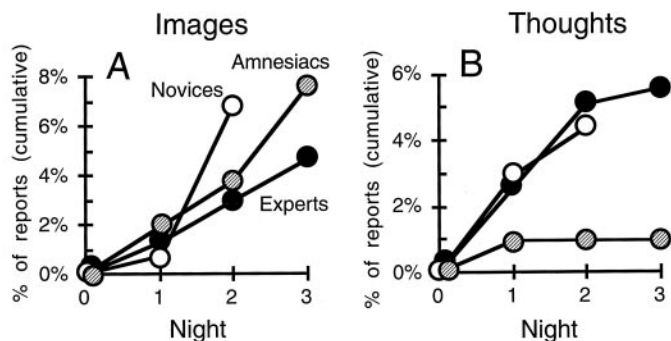 Images
Thoughts
A
Amnesiacs
Novices
Experts
% of reports (cumulative)
8%
6%
4%
2%
0%
0 1 2 3
Night
B
% of reports (cumulative)
6%
4%
2%
0%
0 1 2 3
Night